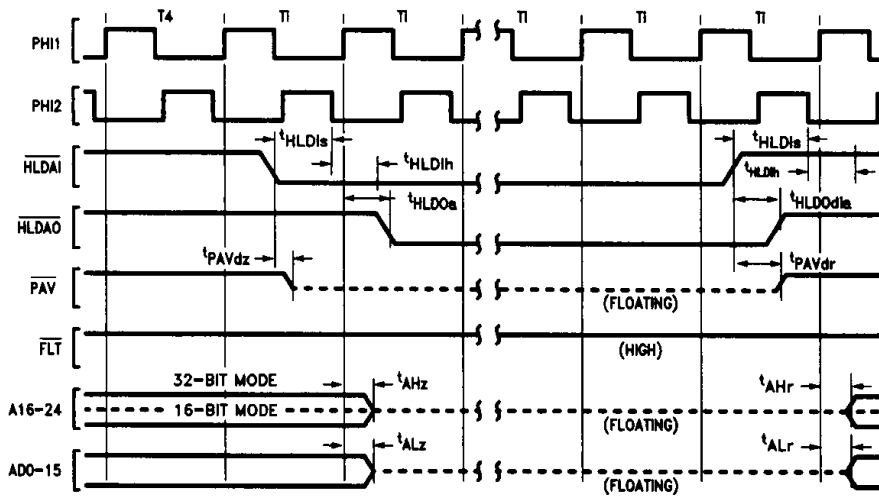 T4 Ti Ti Ti Ti Ti
PHI1
PHI2
tHLDIs tHLDIs
HLDAI tHLDIh tHLDIh
HLDAO tHLDOa tHLDOdia
tPAVdz tPAVdr
PAV (FLOATING)
FLT (HIGH)
32-BIT MODE tAHz tAHr
A16-24 16-BIT MODE (FLOATING)
tALz tALr
AD0-15 (FLOATING)